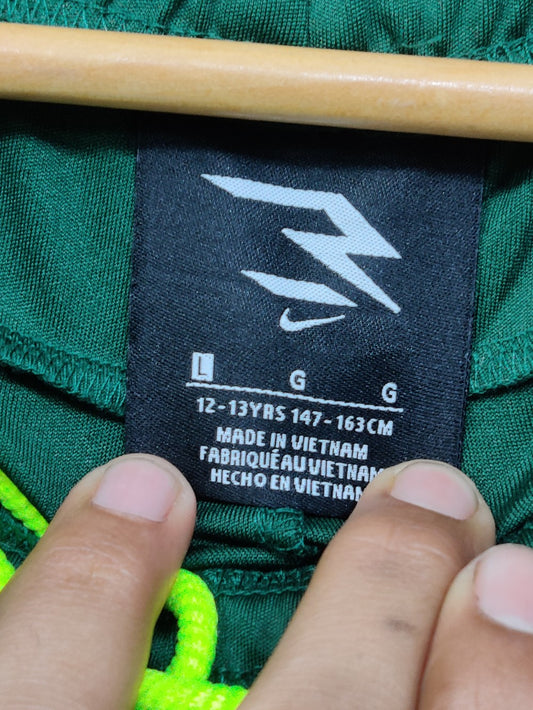 L G G
12-13YRS 147-163CM
MADE IN VIETNAM
FABRIQUÉ AU VIETNAM
HECHO EN VIETNAM